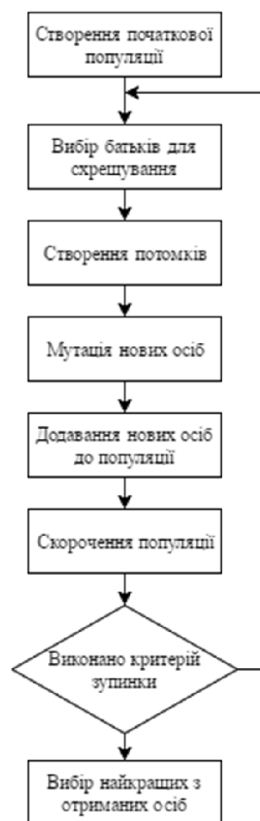 Створення початкової
популяції
Вибір батьків для
схрещування
Створення потомків
Мутація нових осіб
Додавання нових осіб
до популяції
Скорочення популяції
Виконано критерій
зупинки
Вибір найкращих з
отриманих осіб